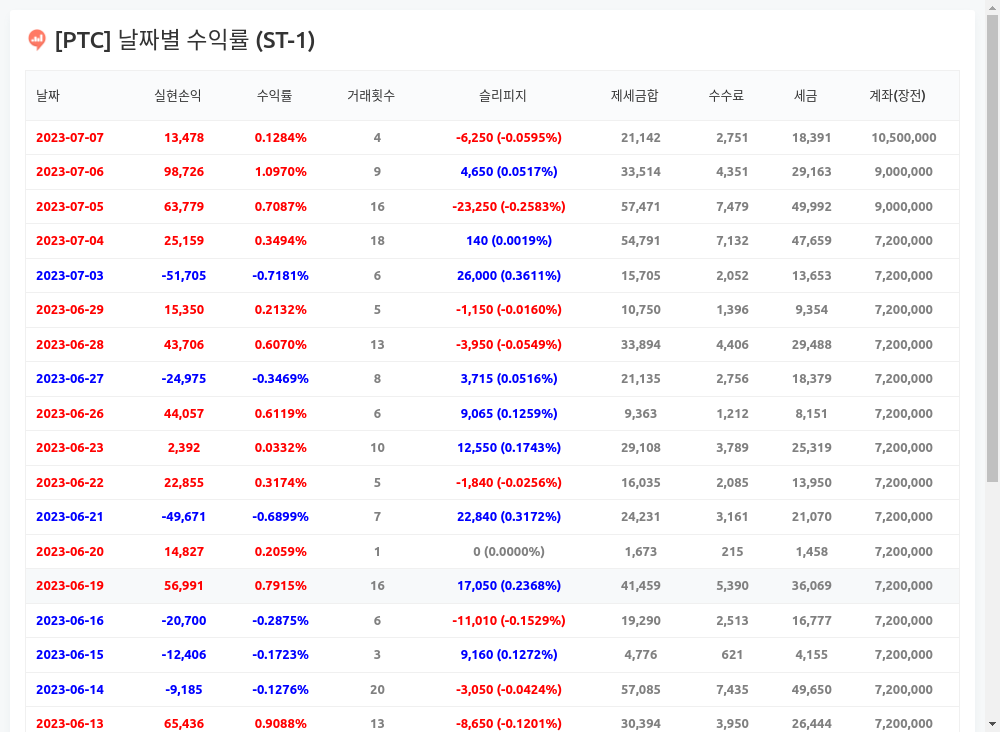 [PTC] 날짜별 수익률 (ST-1)
날짜 실현손익 수익률 거래횟수 슬리피지 제세금합 수수료 세금 계좌(장전)
2023-07-07 13,478 0.1284% 4 -6,250 (-0.0595%) 21,142 2,751 18,391 10,500,000
2023-07-06 98,726 1.0970% 9 4,650 (0.0517%) 33,514 4,351 29,163 9,000,000
2023-07-05 63,779 0.7087% 16 -23,250 (-0.2583%) 57,471 7,479 49,992 9,000,000
2023-07-04 25,159 0.3494% 18 140 (0.0019%) 54,791 7,132 47,659 7,200,000
2023-07-03 -51,705 -0.7181% 6 26,000 (0.3611%) 15,705 2,052 13,653 7,200,000
2023-06-29 15,350 0.2132% 5 -1,150 (-0.0160%) 10,750 1,396 9,354 7,200,000
2023-06-28 43,706 0.6070% 13 -3,950 (-0.0549%) 33,894 4,406 29,488 7,200,000
2023-06-27 -24,975 -0.3469% 8 3,715 (0.0516%) 21,135 2,756 18,379 7,200,000
2023-06-26 44,057 0.6119% 6 9,065 (0.1259%) 9,363 1,212 8,151 7,200,000
2023-06-23 2,392 0.0332% 10 12,550 (0.1743%) 29,108 3,789 25,319 7,200,000
2023-06-22 22,855 0.3174% 5 -1,840 (-0.0256%) 16,035 2,085 13,950 7,200,000
2023-06-21 -49,671 -0.6899% 7 22,840 (0.3172%) 24,231 3,161 21,070 7,200,000
2023-06-20 14,827 0.2059% 1 0 (0.0000%) 1,673 215 1,458 7,200,000
2023-06-19 56,991 0.7915% 16 17,050 (0.2368%) 41,459 5,390 36,069 7,200,000
2023-06-16 -20,700 -0.2875% 6 -11,010 (-0.1529%) 19,290 2,513 16,777 7,200,000
2023-06-15 -12,406 -0.1723% 3 9,160 (0.1272%) 4,776 621 4,155 7,200,000
2023-06-14 -9,185 -0.1276% 20 -3,050 (-0.0424%) 57,085 7,435 49,650 7,200,000
2023-06-13 65,436 0.9088% 13 -8,650 (-0.1201%) 30,394 3,950 26,444 7,200,000